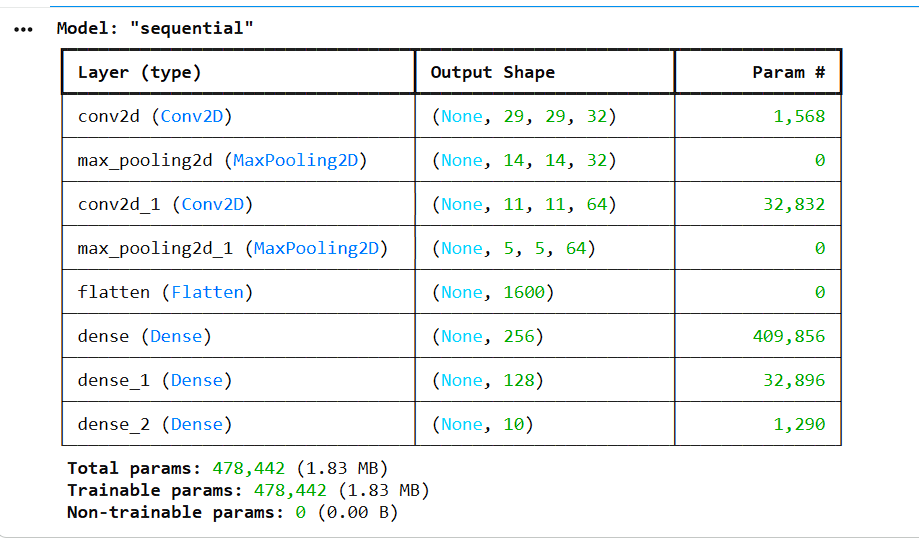 Model: "sequential"
Layer (type) Output Shape Param #
conv2d (Conv2D) (None, 29, 29, 32) 1,568
max_pooling2d (MaxPooling2D) (None, 14, 14, 32) 0
conv2d_1 (Conv2D) (None, 11, 11, 64) 32,832
max_pooling2d_1 (MaxPooling2D) (None, 5, 5, 64) 0
flatten (Flatten) (None, 1600) 0
dense (Dense) (None, 256) 409,856
dense_1 (Dense) (None, 128) 32,896
dense_2 (Dense) (None, 10) 1,290
Total params: 478,442 (1.83 MB)
Trainable params: 478,442 (1.83 MB)
Non-trainable params: 0 (0.00 B)